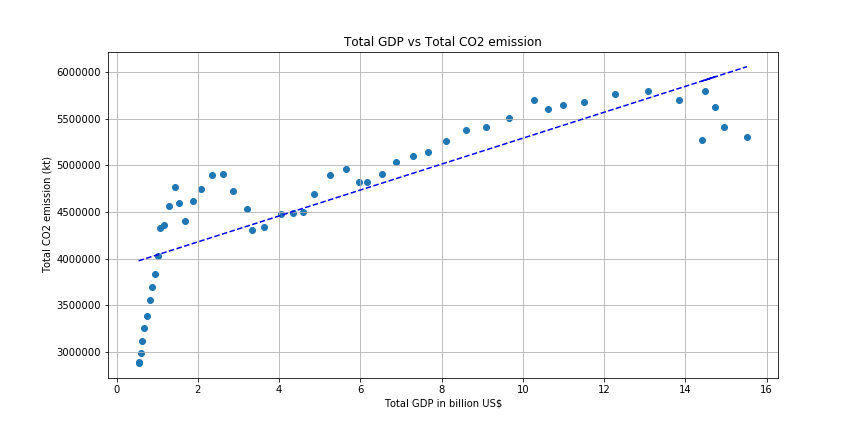 Total GDP vs Total CO2 emission
6000000
5500000
5000000
4500000
4000000
3500000
3000000
Total CO2 emission (kt)
0 2 4 6 8 10 12 14 16
Total GDP in billion US$